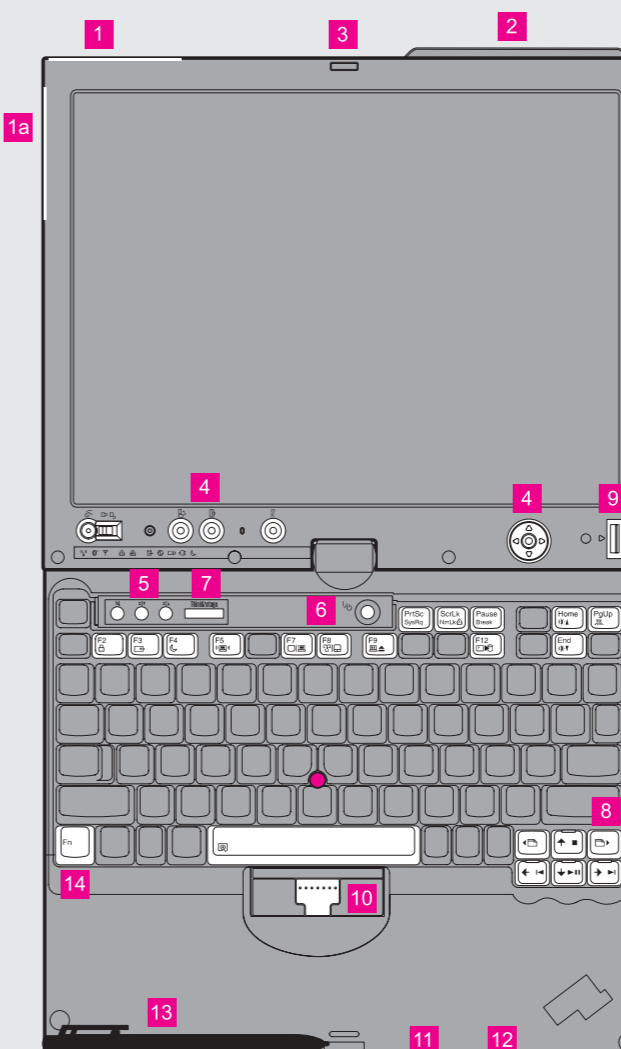 1 3 2
1a
4
4 9
5 7 6
ThinkVantage
PrtSc ScrLk Pause Home PgUp
SysRq NmLk Break
F2 F3 F4 F5 F7 F8 F9 F12 End
8
Fn
14
10
13
11 12